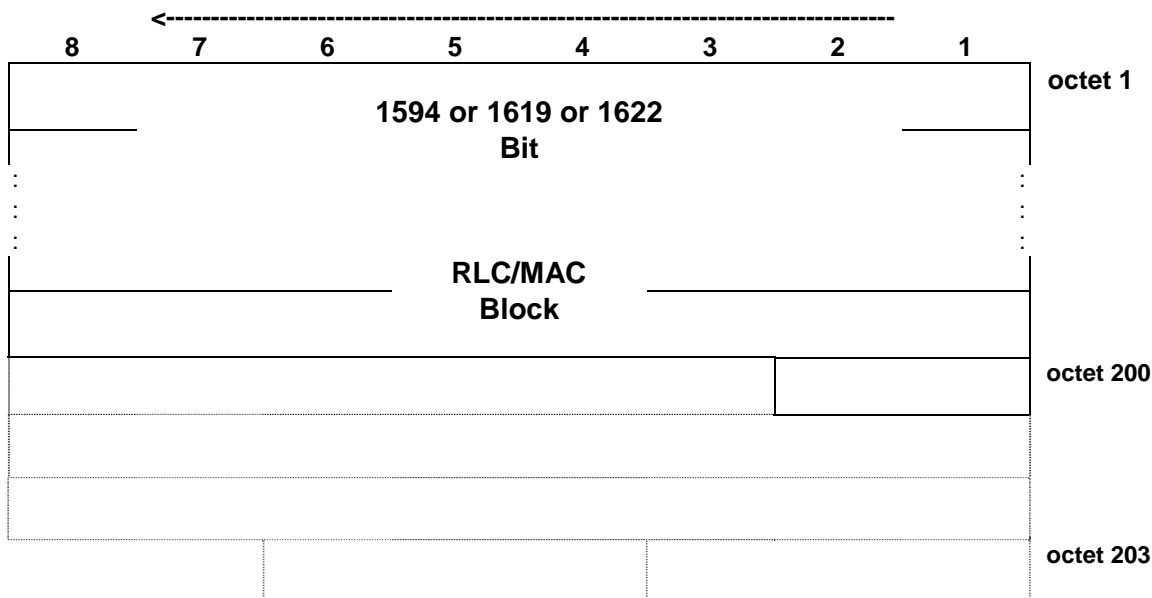 <---------------------------------------------------------------------------------
8 7 6 5 4 3 2 1
octet 1
1594 or 1619 or 1622
Bit
: :
: :
: :
RLC/MAC
Block
octet 200
octet 203